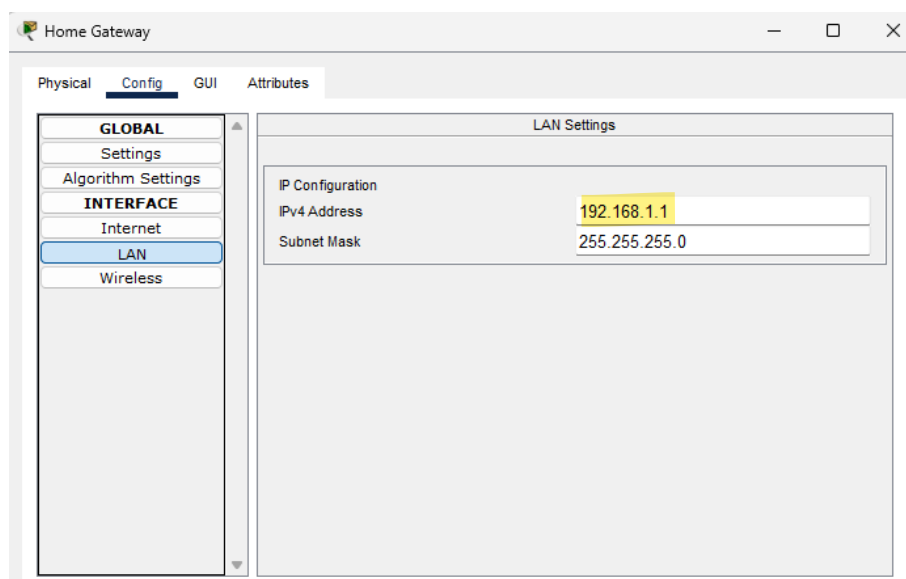 Home Gateway
Physical Config GUI Attributes
GLOBAL
Settings
Algorithm Settings
INTERFACE
Internet
LAN
Wireless
LAN Settings
IP Configuration
IPv4 Address 192.168.1.1
Subnet Mask 255.255.255.0